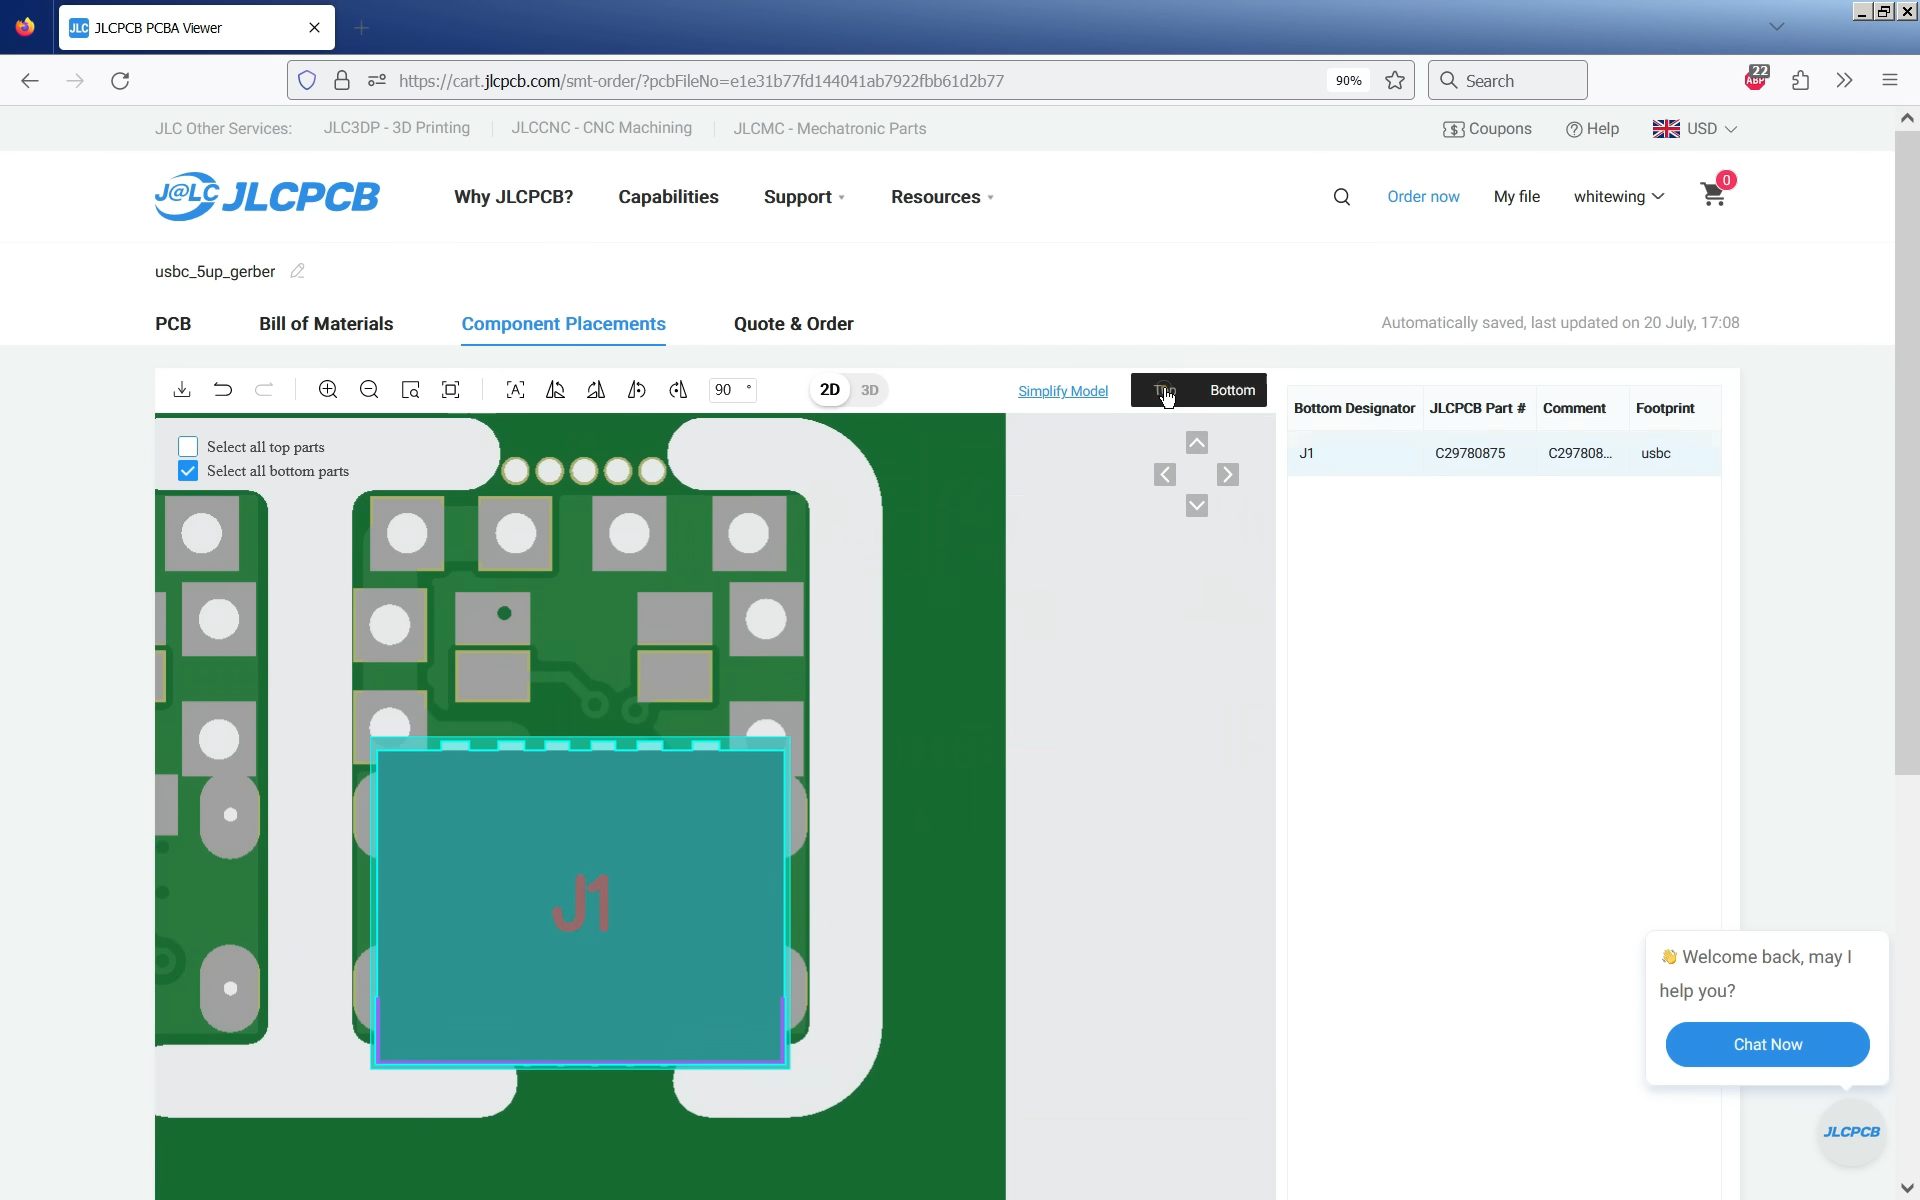 JLC JLCPCB PCBA Viewer
https://cart.jlcpcb.com/smt-order/?pcbFileNo=e1e31b77fd144041ab7922fbb61d2b77
90%
Search
22
ABP
JLC Other Services:
JLC3DP - 3D Printing
JLCCNC - CNC Machining
JLCMC - Mechatronic Parts
Coupons
Help
USD
J@LC JLCPCB
Why JLCPCB?
Capabilities
Support
Resources
Order now
My file
whitewing
0
usbc_5up_gerber
PCB
Bill of Materials
Component Placements
Quote & Order
Automatically saved, last updated on 20 July, 17:08
90 °
2D
3D
Simplify Model
Top
Bottom
Select all top parts
Select all bottom parts
Bottom Designator JLCPCB Part # Comment Footprint
J1 C29780875 C297808... usbc
J1
👋 Welcome back, may I
help you?
Chat Now
JLCPCB